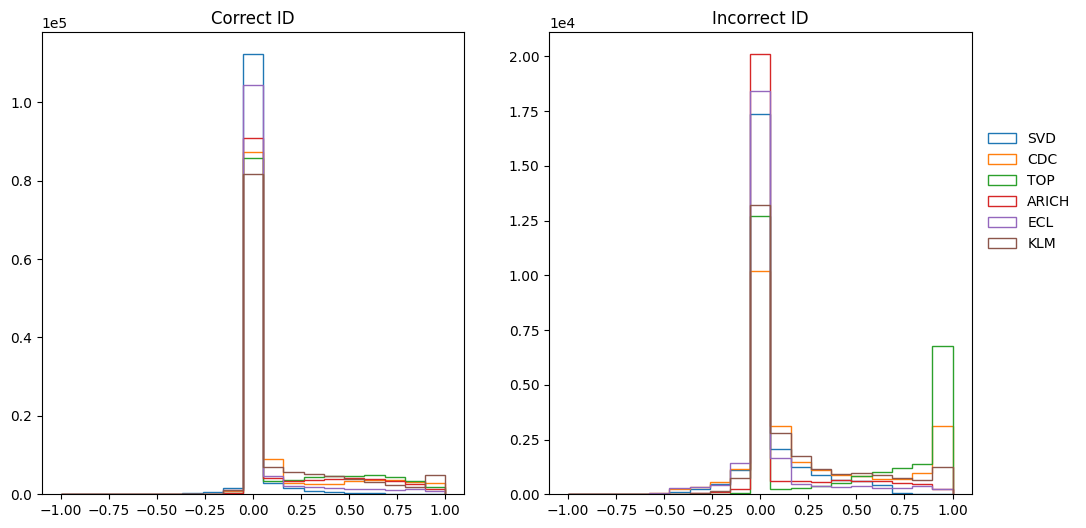 Correct ID
1e5
1.0
0.8
0.6
0.4
0.2
0.0
−1.00 −0.75 −0.50 −0.25 0.00 0.25 0.50 0.75 1.00
Incorrect ID
1e4
2.00
1.75
1.50
1.25
1.00
0.75
0.50
0.25
0.00
−1.00 −0.75 −0.50 −0.25 0.00 0.25 0.50 0.75 1.00
SVD
CDC
TOP
ARICH
ECL
KLM